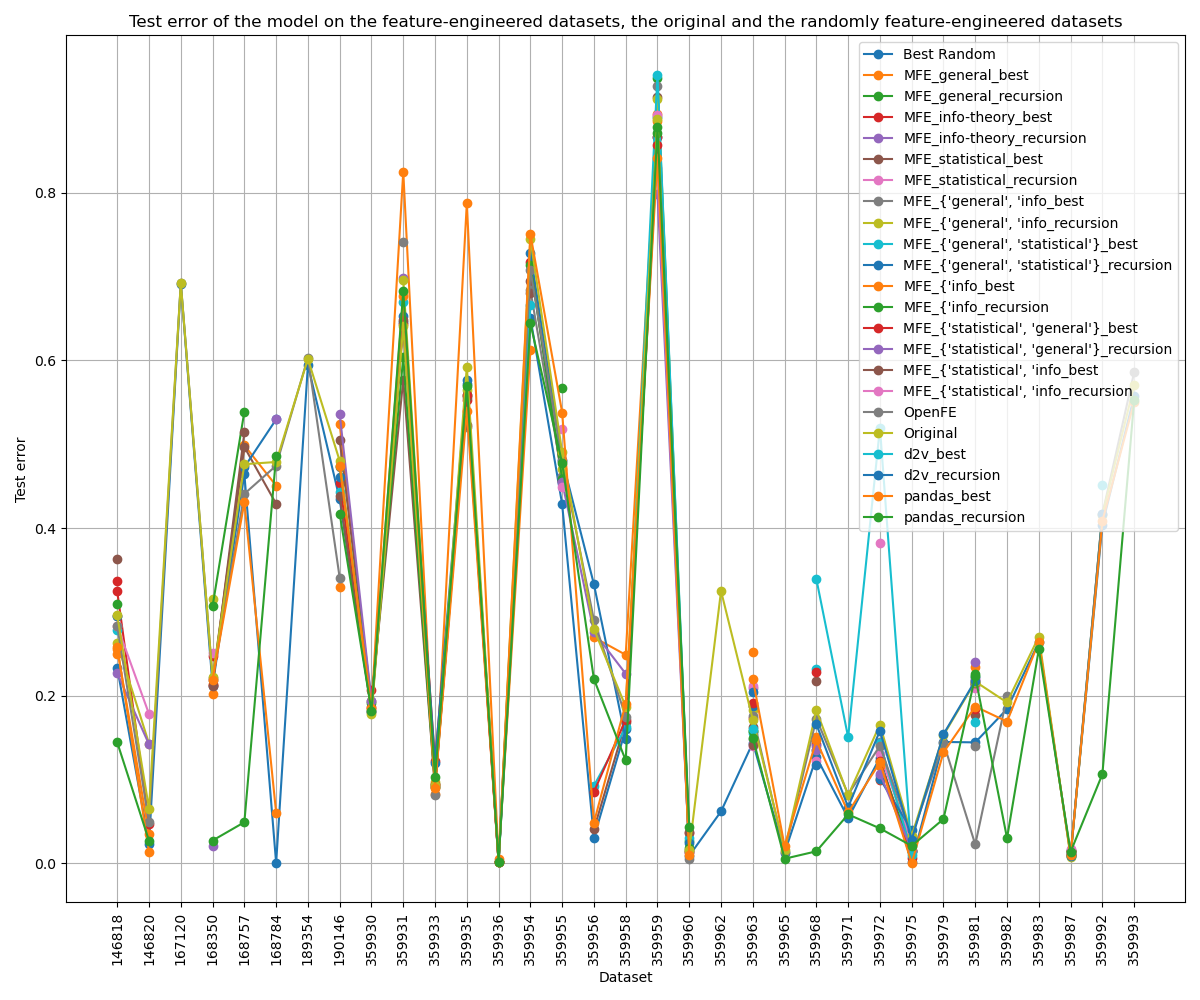 Test error of the model on the feature-engineered datasets, the original and the randomly feature-engineered datasets
Best Random
MFE_general_best
MFE_general_recursion
MFE_info-theory_best
MFE_info-theory_recursion
MFE_statistical_best
MFE_statistical_recursion
MFE_{'general', 'info_best
MFE_{'general', 'info_recursion
MFE_{'general', 'statistical'}_best
MFE_{'general', 'statistical'}_recursion
MFE_{'info_best
MFE_{'info_recursion
MFE_{'statistical', 'general'}_best
MFE_{'statistical', 'general'}_recursion
MFE_{'statistical', 'info_best
MFE_{'statistical', 'info_recursion
OpenFE
Original
d2v_best
d2v_recursion
pandas_best
pandas_recursion
0.8
0.6
0.4
0.2
0.0
Test error
146818
146820
167120
168350
168757
168784
189354
190146
359930
359931
359933
359935
359936
359954
359955
359956
359958
359959
359960
359962
359963
359965
359968
359971
359972
359975
359979
359981
359982
359983
359987
359992
359993
Dataset